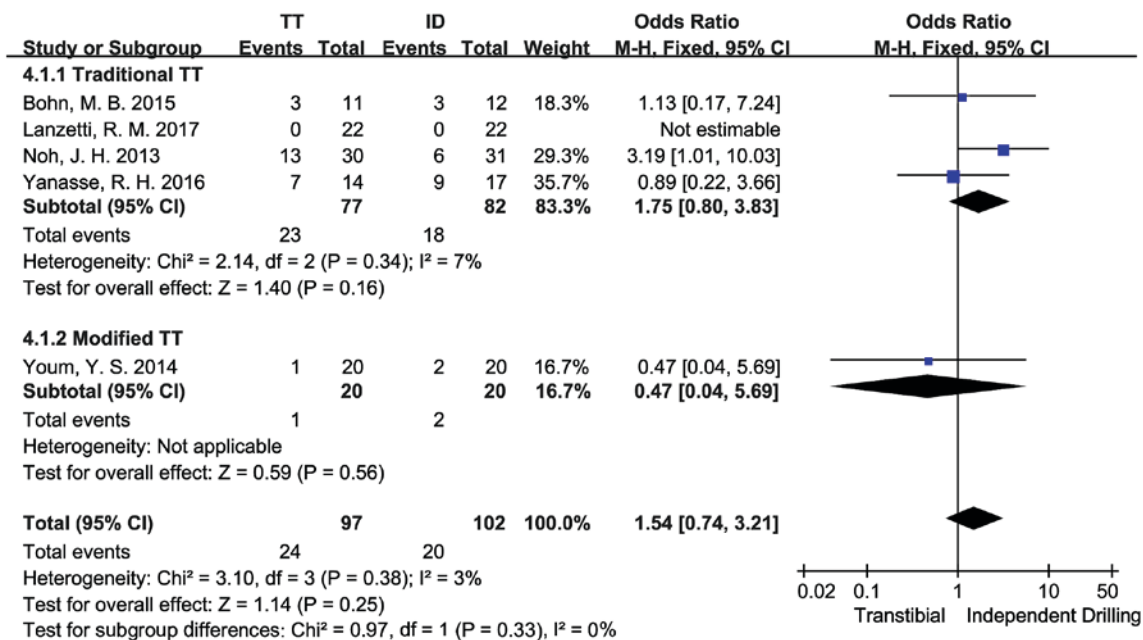 TT ID Odds Ratio Odds Ratio
Study or Subgroup Events Total Events Total Weight M-H, Fixed, 95% CI M-H, Fixed, 95% CI
4.1.1 Traditional TT
Bohn, M. B. 2015 3 11 3 12 18.3% 1.13 [0.17, 7.24]
Lanzetti, R. M. 2017 0 22 0 22 Not estimable
Noh, J. H. 2013 13 30 6 31 29.3% 3.19 [1.01, 10.03]
Yanasse, R. H. 2016 7 14 9 17 35.7% 0.89 [0.22, 3.66]
Subtotal (95% CI) 77 82 83.3% 1.75 [0.80, 3.83]
Total events 23 18
Heterogeneity: Chi² = 2.14, df = 2 (P = 0.34); I² = 7%
Test for overall effect: Z = 1.40 (P = 0.16)
4.1.2 Modified TT
Youm, Y. S. 2014 1 20 2 20 16.7% 0.47 [0.04, 5.69]
Subtotal (95% CI) 20 20 16.7% 0.47 [0.04, 5.69]
Total events 1 2
Heterogeneity: Not applicable
Test for overall effect: Z = 0.59 (P = 0.56)
Total (95% CI) 97 102 100.0% 1.54 [0.74, 3.21]
Total events 24 20
Heterogeneity: Chi² = 3.10, df = 3 (P = 0.38); I² = 3%
Test for overall effect: Z = 1.14 (P = 0.25)
Test for subgroup differences: Chi² = 0.97, df = 1 (P = 0.33), I² = 0%
0.02 0.1 1 10 50
Transtibial Independent Drilling